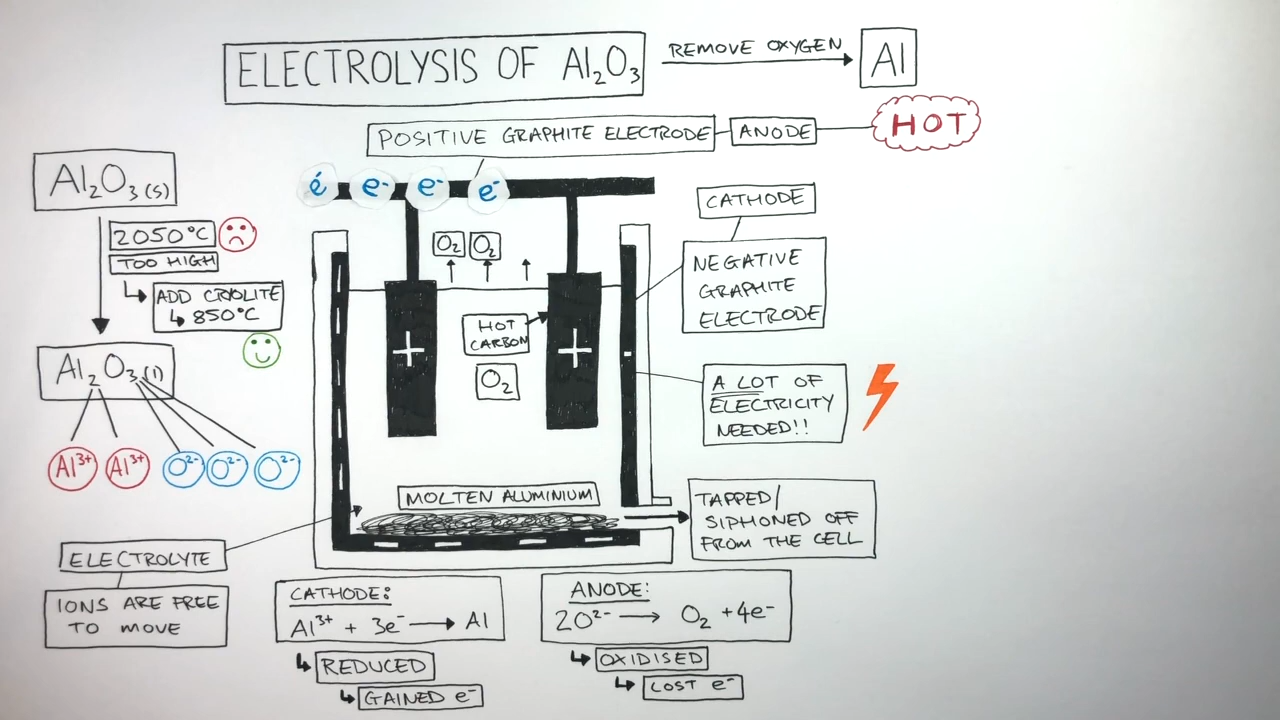 ELECTROLYSIS OF Al₂O₃
REMOVE OXYGEN
Al
POSITIVE GRAPHITE ELECTRODE
ANODE
HOT
Al₂O₃(s)
2050°C
TOO HIGH
ADD CRYOLITE
850°C
Al₂O₃(l)
Al³⁺
Al³⁺
O²⁻
O²⁻
O²⁻
e⁻
e⁻
e⁻
e⁻
O₂
O₂
HOT
CARBON
O₂
+
+
-
CATHODE
NEGATIVE
GRAPHITE
ELECTRODE
A LOT OF
ELECTRICITY
NEEDED!!
MOLTEN ALUMINIUM
TAPPED/
SIPHONED OFF
FROM THE CELL
ELECTROLYTE
IONS ARE FREE
TO MOVE
CATHODE:
Al³⁺ + 3e⁻ → Al
REDUCED
GAINED e⁻
ANODE:
2O²⁻ → O₂ + 4e⁻
OXIDISED
LOST e⁻